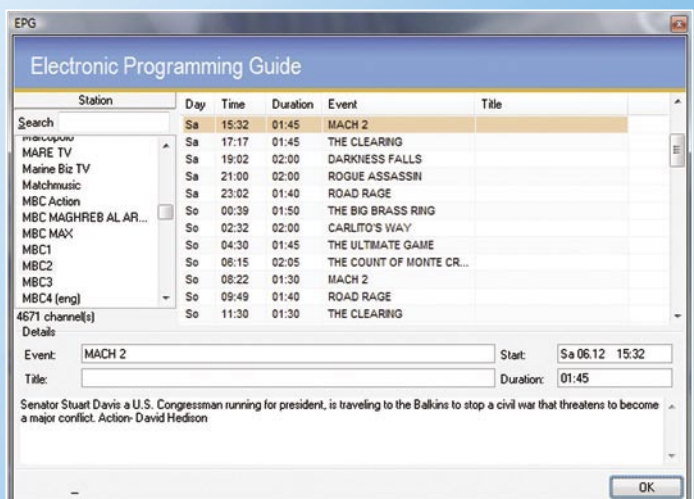 EPG
Electronic Programming Guide
Station
Search
Marcopolo
MARE TV
Marine Biz TV
Matchmusic
MBC Action
MBC MAGHREB AL AR...
MBC MAX
MBC1
MBC2
MBC3
MBC4 (eng)
4671 channel(s)
Day Time Duration Event Title
Sa 15:32 01:45 MACH 2
Sa 17:17 01:45 THE CLEARING
Sa 19:02 02:00 DARKNESS FALLS
Sa 21:00 02:00 ROGUE ASSASSIN
Sa 23:02 01:40 ROAD RAGE
So 00:39 01:50 THE BIG BRASS RING
So 02:32 02:00 CARLITO'S WAY
So 04:30 01:45 THE ULTIMATE GAME
So 06:15 02:05 THE COUNT OF MONTE CR...
So 08:22 01:30 MACH 2
So 09:49 01:40 ROAD RAGE
So 11:30 01:30 THE CLEARING
Details
Event: MACH 2 Start: Sa 06.12 15:32
Title: Duration: 01:45
Senator Stuart Davis a U.S. Congressman running for president, is traveling to the Balkins to stop a civil war that threatens to become
a major conflict. Action- David Hedison
OK